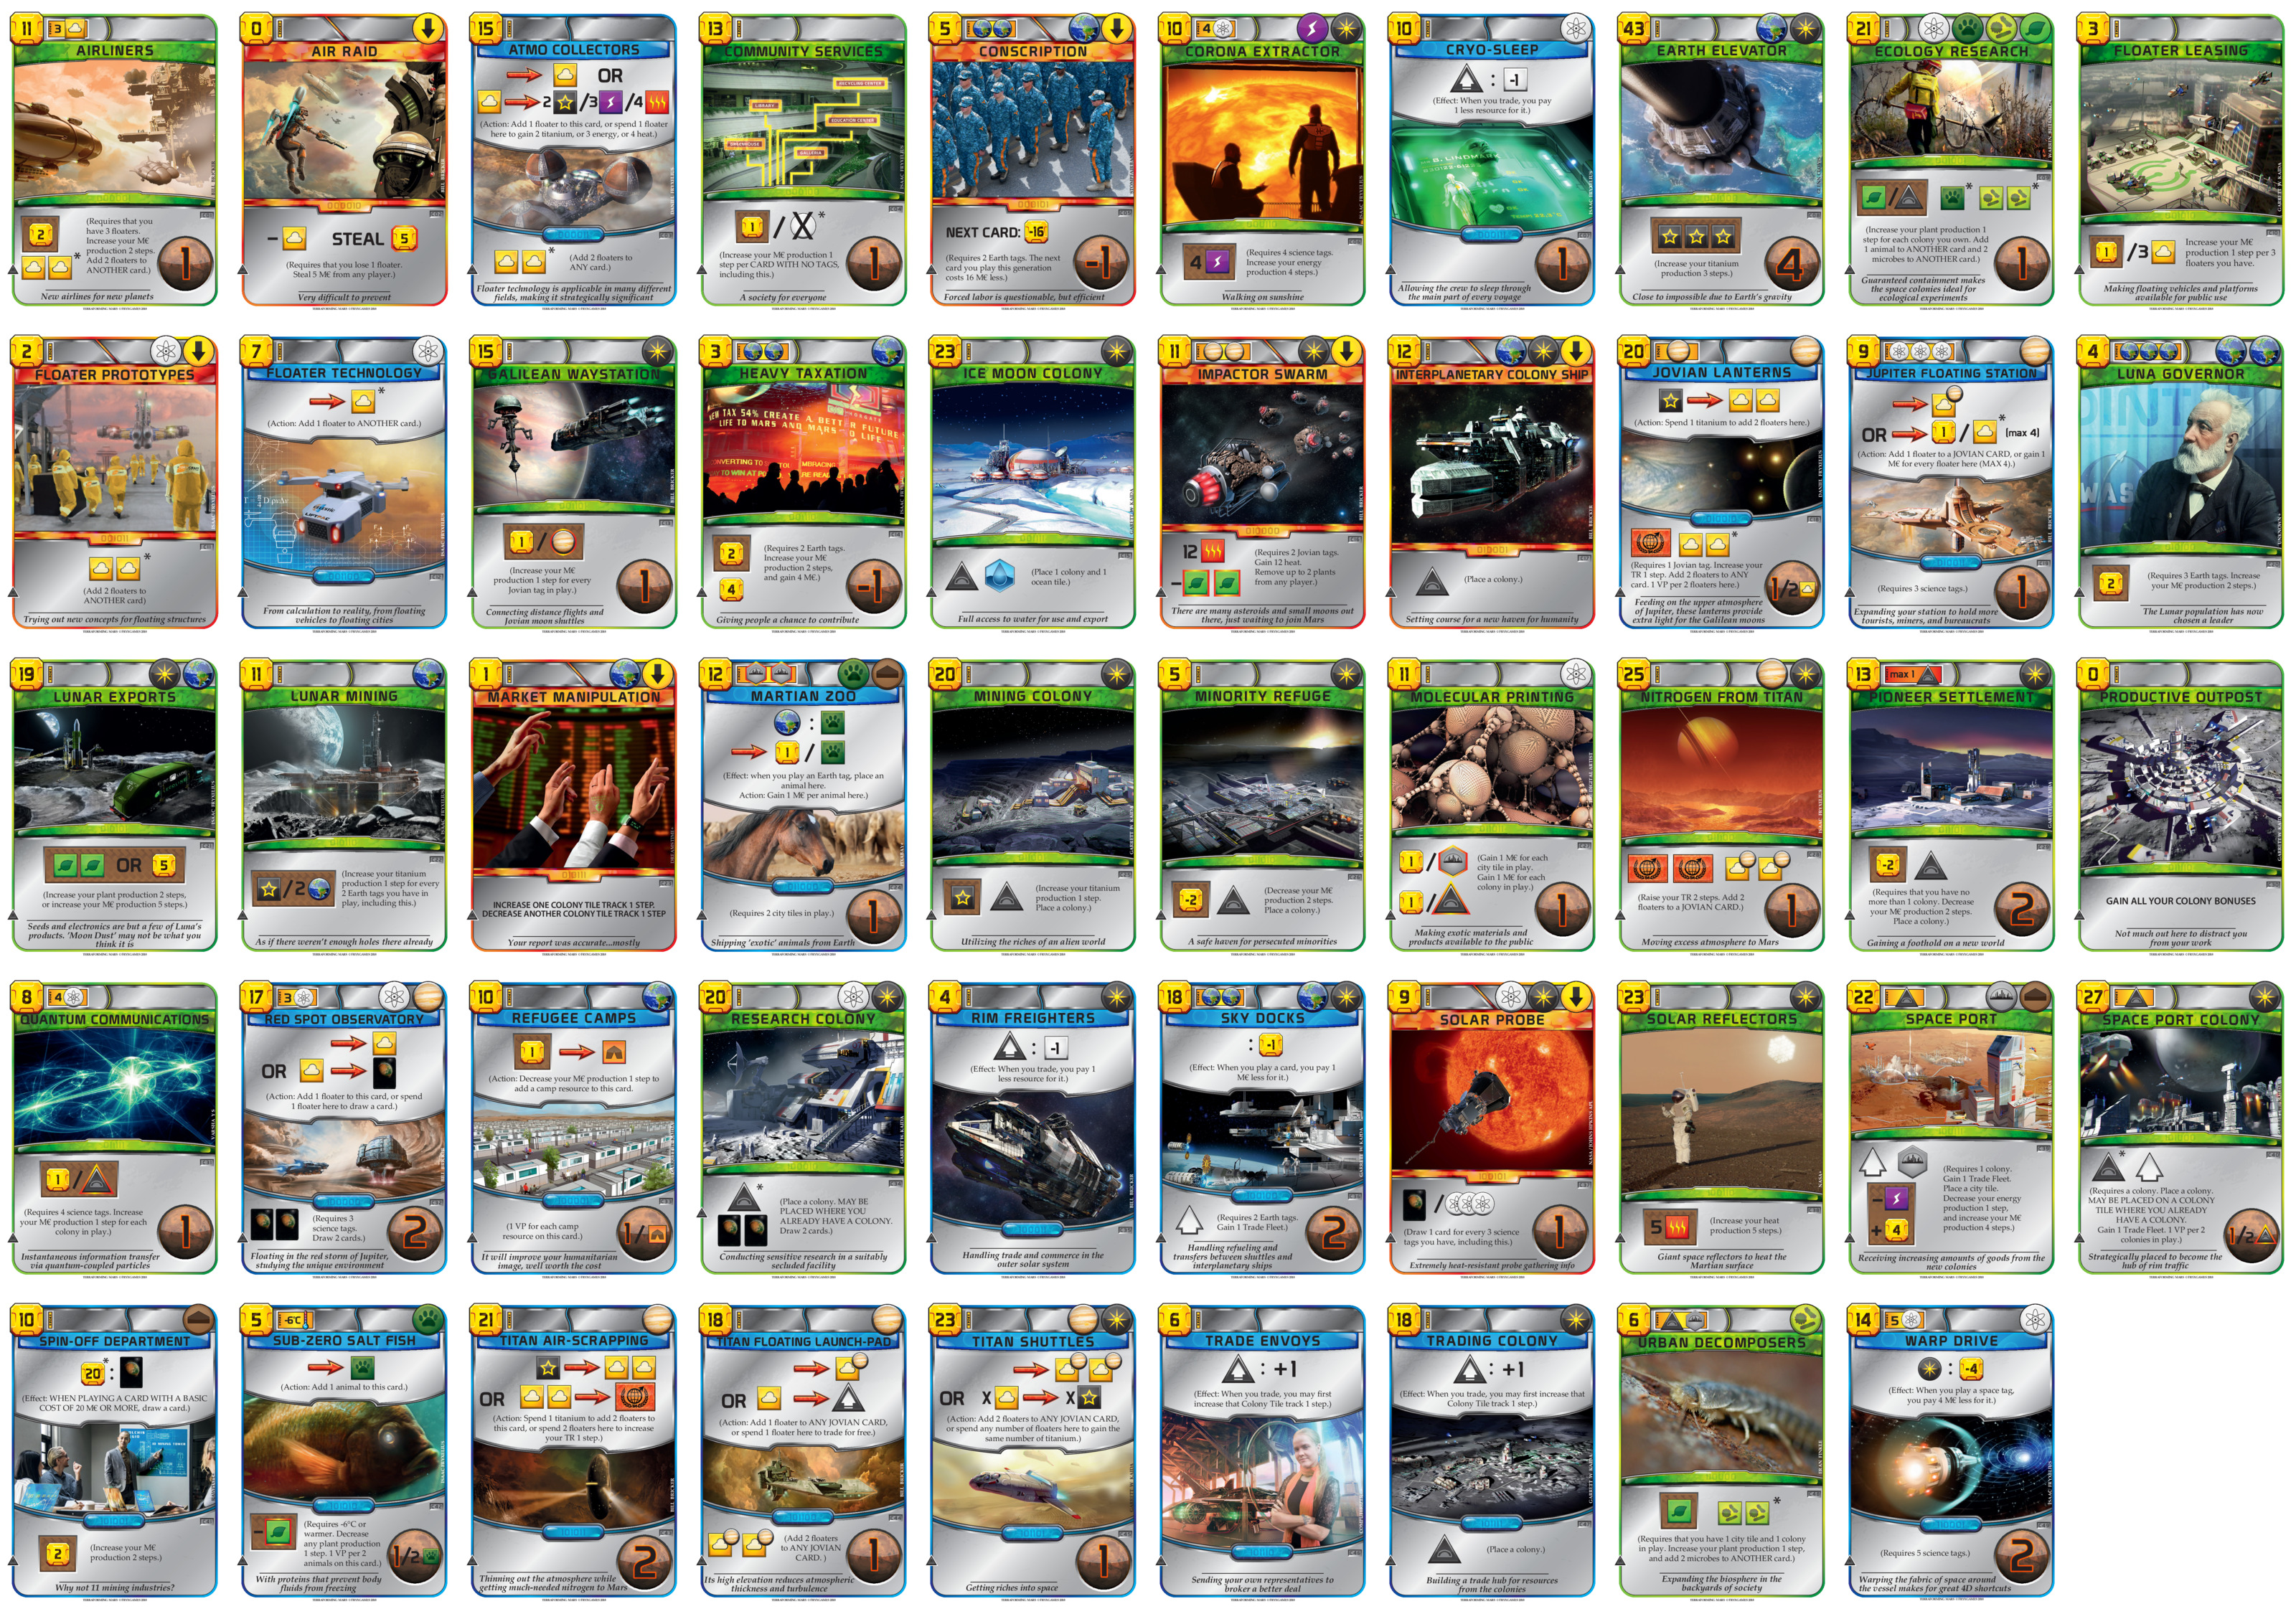 11
3
AIRLINERS
2
(Requires that you
have 3 floaters.
Increase your M€
production 2 steps.
Add 2 floaters to
ANOTHER card.)
1
New airlines for new planets
0
AIR RAID
- STEAL 5
(Requires that you lose 1 floater.
Steal 5 M€ from any player.)
Very difficult to prevent
15
ATMO COLLECTORS
OR
2 /3 /4
(Action: Add 1 floater to this card, or spend 1 floater
here to gain 2 titanium, or 3 energy, or 4 heat.)
(Add 2 floaters to
ANY card.)
Floater technology is applicable in many different
fields, making it strategically significant
13
COMMUNITY SERVICES
LIBRARY
RECYCLING CENTER
EDUCATION CENTER
GALLERIA
1 / X *
(Increase your M€ production 1
step per CARD WITH NO TAGS,
including this.)
1
A society for everyone
5
CONSCRIPTION
NEXT CARD: -16
(Requires 2 Earth tags. The next
card you play this generation
costs 16 M€ less.)
-1
Forced labor is questionable, but efficient
10
4
CORONA EXTRACTOR
4
(Requires 4 science tags.
Increase your energy
production 4 steps.)
1
Walking on sunshine
10
CRYO-SLEEP
: -1
(Effect: When you trade, you pay
1 less resource for it.)
1
Allowing the crew to sleep through
the main part of every voyage
43
EARTH ELEVATOR
(Increase your titanium
production 3 steps.)
4
Close to impossible due to Earth's gravity
21
ECOLOGY RESEARCH
(Increase your plant production 1
step for each colony you own. Add
1 animal to ANOTHER card and 2
microbes to ANOTHER card.)
1
Guaranteed containment makes
the space colonies ideal for
ecological experiments
3
FLOATER LEASING
1 /3
Increase your M€
production 1 step per 3
floaters you have.
Making floating vehicles and platforms
available for public use
2
FLOATER PROTOTYPES
(Add 2 floaters to
ANOTHER card)
Trying out new concepts for floating structures
7
FLOATER TECHNOLOGY
(Action: Add 1 floater to ANOTHER card.)
From calculation to reality, from floating
vehicles to floating cities
15
GALILEAN WAYSTATION
1 /
(Increase your M€
production 1 step for every
Jovian tag in play.)
1
Connecting distance flights and
Jovian moon shuttles
3
HEAVY TAXATION
2
4
(Requires 2 Earth tags.
Increase your M€
production 2 steps,
and gain 4 M€.)
-1
Giving people a chance to contribute
23
ICE MOON COLONY
(Place 1 colony and 1
ocean tile.)
Full access to water for use and export
11
IMPACTOR SWARM
12
-
(Requires 2 Jovian tags.
Gain 12 heat.
Remove up to 2 plants
from any player.)
There are many asteroids and small moons out
there, just waiting to join Mars
12
INTERPLANETARY COLONY SHIP
(Place a colony.)
Setting course for a new haven for humanity
20
JOVIAN LANTERNS
(Action: Spend 1 titanium to add 2 floaters here.)
(Requires 1 Jovian tag. Increase your
TR 1 step. Add 2 floaters to ANY
card. 1 VP per 2 floaters here.)
1/2
Feeding on the upper atmosphere
of Jupiter, these lanterns provide
extra light for the Galilean moons
9
JUPITER FLOATING STATION
OR 1 / * (max 4)
(Action: Add 1 floater to a JOVIAN CARD, or gain 1
M€ for every floater here (MAX 4).)
(Requires 3 science tags.)
1
Expanding your station to hold more
tourists, miners, and bureaucrats
4
LUNA GOVERNOR
2
(Requires 3 Earth tags. Increase
your M€ production 2 steps.)
The Lunar population has now
chosen a leader
19
LUNAR EXPORTS
OR 5
(Increase your plant production 2 steps,
or increase your M€ production 5 steps.)
Seeds and electronics are but a few of Luna's
products. 'Moon Dust' may not be what you
think it is
11
LUNAR MINING
/2
(Increase your titanium
production 1 step for every
2 Earth tags you have in
play, including this.)
As if there weren't enough holes there already
1
MARKET MANIPULATION
INCREASE ONE COLONY TILE TRACK 1 STEP.
DECREASE ANOTHER COLONY TILE TRACK 1 STEP
Your report was accurate...mostly
12
MARTIAN ZOO
:
1 /
(Effect: when you play an Earth tag, place an
animal here.
Action: Gain 1 M€ per animal here.)
(Requires 2 city tiles in play.)
1
Shipping 'exotic' animals from Earth
20
MINING COLONY
(Increase your titanium
production 1 step.
Place a colony.)
Utilizing the riches of an alien world
5
MINORITY REFUGE
-2
(Decrease your M€
production 2 steps.
Place a colony.)
A safe haven for persecuted minorities
11
MOLECULAR PRINTING
1 /
1 /
(Gain 1 M€ for each
city tile in play.
Gain 1 M€ for each
colony in play.)
1
Making exotic materials and
products available to the public
25
NITROGEN FROM TITAN
(Raise your TR 2 steps. Add 2
floaters to a JOVIAN CARD.)
1
Moving excess atmosphere to Mars
13
max 1
PIONEER SETTLEMENT
-2
(Requires that you have no
more than 1 colony. Decrease
your M€ production 2 steps.
Place a colony.)
2
Gaining a foothold on a new world
0
PRODUCTIVE OUTPOST
GAIN ALL YOUR COLONY BONUSES
Not much out here to distract you
from your work
8
4
QUANTUM COMMUNICATIONS
1 /
(Requires 4 science tags. Increase
your M€ production 1 step for each
colony in play.)
1
Instantaneous information transfer
via quantum-coupled particles
17
3
RED SPOT OBSERVATORY
OR
(Action: Add 1 floater to this card, or spend
1 floater here to draw a card.)
(Requires 3
science tags.
Draw 2 cards.)
2
Floating in the red storm of Jupiter,
studying the unique environment
10
REFUGEE CAMPS
1
(Action: Decrease your M€ production 1 step to
add a camp resource to this card.
(1 VP for each camp
resource on this card.)
1/
It will improve your humanitarian
image, well worth the cost
20
RESEARCH COLONY
(Place a colony. MAY BE
PLACED WHERE YOU
ALREADY HAVE A COLONY.
Draw 2 cards.)
Conducting sensitive research in a suitably
secluded facility
4
RIM FREIGHTERS
: -1
(Effect: When you trade, you pay 1
less resource for it.)
Handling trade and commerce in the
outer solar system
18
SKY DOCKS
: -1
(Effect: When you play a card, you pay 1
M€ less for it.)
(Requires 2 Earth tags.
Gain 1 Trade Fleet.)
2
Handling refueling and
transfers between shuttles and
interplanetary ships
9
SOLAR PROBE
/
(Draw 1 card for every 3 science
tags you have, including this.)
1
Extremely heat-resistant probe gathering info
23
SOLAR REFLECTORS
5
(Increase your heat
production 5 steps.)
Giant space reflectors to heat the
Martian surface
22
SPACE PORT
-
+ 4
(Requires 1 colony.
Gain 1 Trade Fleet.
Place a city tile.
Decrease your energy
production 1 step,
and increase your M€
production 4 steps.)
Receiving increasing amounts of goods from the
new colonies
27
SPACE PORT COLONY
(Requires a colony. Place a colony.
MAY BE PLACED ON A COLONY
TILE WHERE YOU ALREADY
HAVE A COLONY.
Gain 1 Trade Fleet. 1 VP per 2
colonies in play.)
1/2
Strategically placed to become the
hub of rim traffic
10
SPIN-OFF DEPARTMENT
20 * :
(Effect: WHEN PLAYING A CARD WITH A BASIC
COST OF 20 M€ OR MORE, draw a card.)
2
(Increase your M€
production 2 steps.)
Why not 11 mining industries?
5
-6°C
SUB-ZERO SALT FISH
(Action: Add 1 animal to this card.)
-
(Requires -6°C or
warmer. Decrease
any plant production
1 step. 1 VP per 2
animals on this card.)
1/2
With proteins that prevent body
fluids from freezing
21
TITAN AIR-SCRAPPING
OR
(Action: Spend 1 titanium to add 2 floaters to
this card, or spend 2 floaters here to increase
your TR 1 step.)
2
Thinning out the atmosphere while
getting much-needed nitrogen to Mars
18
TITAN FLOATING LAUNCH-PAD
OR
(Action: Add 1 floater to ANY JOVIAN CARD,
or spend 1 floater here to trade for free.)
(Add 2 floaters
to ANY JOVIAN
CARD. )
1
Its high elevation reduces atmospheric
thickness and turbulence
23
TITAN SHUTTLES
OR X X
(Action: Add 2 floaters to ANY JOVIAN CARD,
or spend any number of floaters here to gain the
same number of titanium.)
1
Getting riches into space
6
TRADE ENVOYS
: +1
(Effect: When you trade, you may first
increase that Colony Tile track 1 step.)
Sending your own representatives to
broker a better deal
18
TRADING COLONY
: +1
(Effect: When you trade, you may first increase that
Colony Tile track 1 step.)
(Place a colony.)
Building a trade hub for resources
from the colonies
6
URBAN DECOMPOSERS
(Requires that you have 1 city tile and 1 colony
in play. Increase your plant production 1 step,
and add 2 microbes to ANOTHER card.)
Expanding the biosphere in the
backyards of society
14
5
WARP DRIVE
: -4
(Effect: When you play a space tag,
you pay 4 M€ less for it.)
(Requires 5 science tags.)
2
Warping the fabric of space around
the vessel makes for great 4D shortcuts